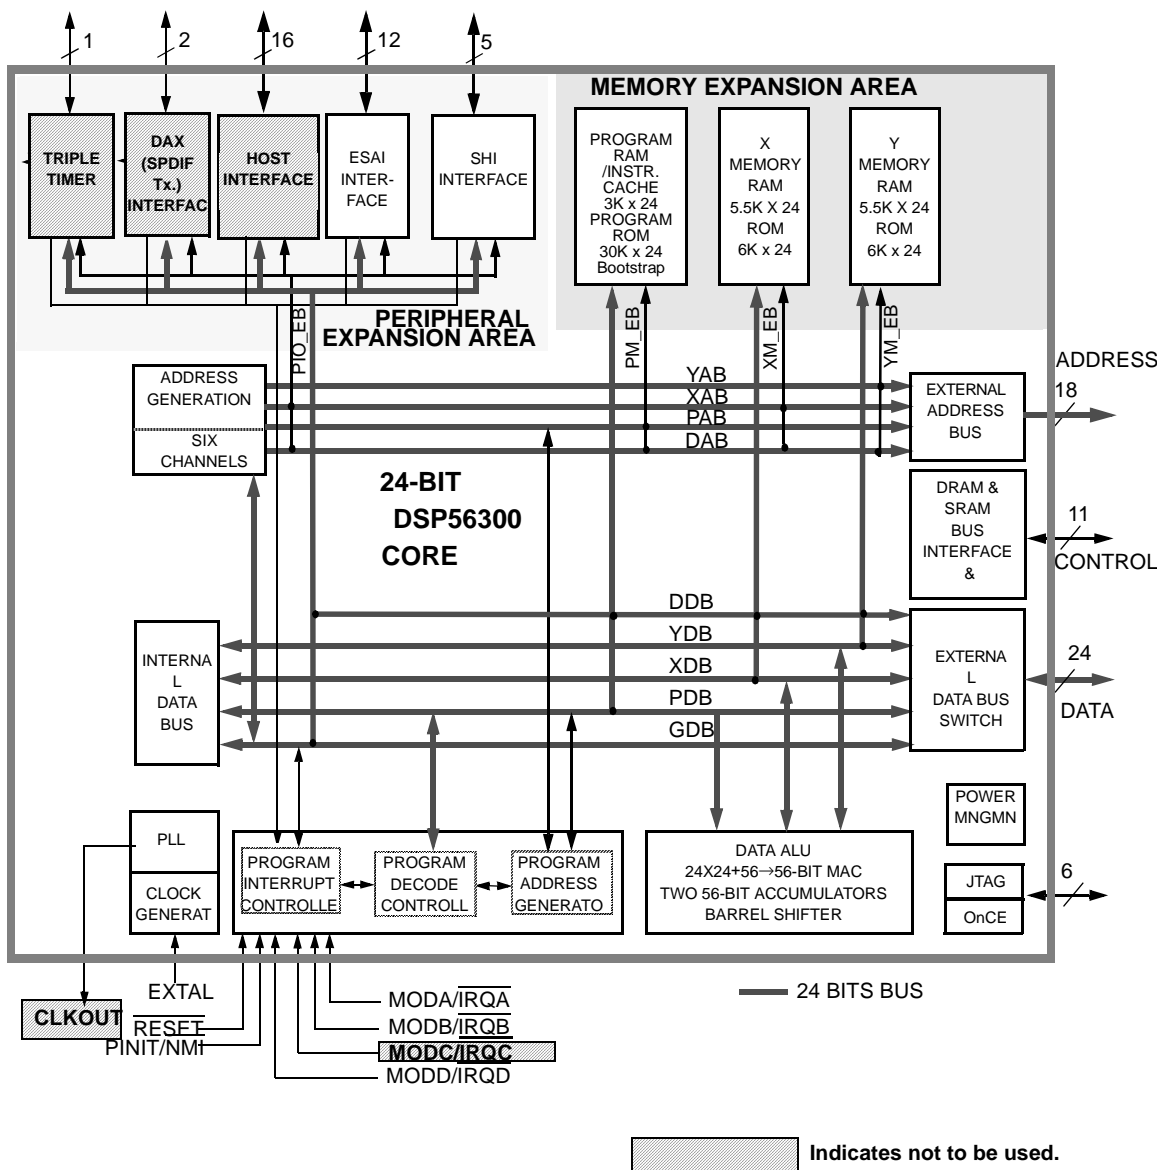 1
2
16
12
5
MEMORY EXPANSION AREA
TRIPLE
TIMER
DAX
(SPDIF
Tx.)
INTERFAC
HOST
INTERFACE
ESAI
INTER-
FACE
SHI
INTERFACE
PROGRAM
RAM
/INSTR.
CACHE
3K x 24
PROGRAM
ROM
30K x 24
Bootstrap
X
MEMORY
RAM
5.5K X 24
ROM
6K x 24
Y
MEMORY
RAM
5.5K X 24
ROM
6K x 24
PERIPHERAL
EXPANSION AREA
PIO_EB
PM_EB
XM_EB
YM_EB
ADDRESS
GENERATION
SIX
CHANNELS
YAB
XAB
PAB
DAB
EXTERNAL
ADDRESS
BUS
ADDRESS
18
24-BIT
DSP56300
CORE
DRAM &
SRAM
BUS
INTERFACE
&
11
CONTROL
DDB
YDB
XDB
PDB
GDB
INTERNA
L
DATA
BUS
EXTERNA
L
DATA BUS
SWITCH
24
DATA
POWER
MNGMN
PLL
CLOCK
GENERAT
PROGRAM
INTERRUPT
CONTROLLE
PROGRAM
DECODE
CONTROLL
PROGRAM
ADDRESS
GENERATO
DATA ALU
24X24+56→56-BIT MAC
TWO 56-BIT ACCUMULATORS
BARREL SHIFTER
JTAG
OnCE
6
EXTAL
CLKOUT
RESET
PINIT/NMI
MODA/IRQA
MODB/IRQB
MODC/IRQC
MODD/IRQD
24 BITS BUS
Indicates not to be used.